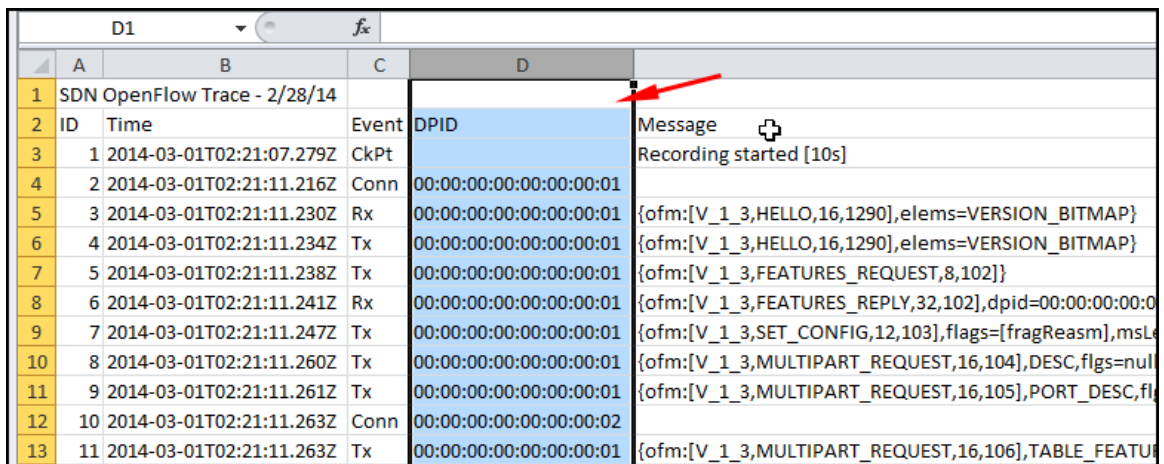 D1 fx
A B C D
1 SDN OpenFlow Trace - 2/28/14
2 ID Time Event DPID Message
3 1 2014-03-01T02:21:07.279Z CkPt Recording started [10s]
4 2 2014-03-01T02:21:11.216Z Conn 00:00:00:00:00:00:00:01
5 3 2014-03-01T02:21:11.230Z Rx 00:00:00:00:00:00:00:01 {ofm:[V_1_3,HELLO,16,1290],elems=VERSION_BITMAP}
6 4 2014-03-01T02:21:11.234Z Tx 00:00:00:00:00:00:00:01 {ofm:[V_1_3,HELLO,16,1290],elems=VERSION_BITMAP}
7 5 2014-03-01T02:21:11.238Z Tx 00:00:00:00:00:00:00:01 {ofm:[V_1_3,FEATURES_REQUEST,8,102]}
8 6 2014-03-01T02:21:11.241Z Rx 00:00:00:00:00:00:00:01 {ofm:[V_1_3,FEATURES_REPLY,32,102],dpid=00:00:00:00:0
9 7 2014-03-01T02:21:11.247Z Tx 00:00:00:00:00:00:00:01 {ofm:[V_1_3,SET_CONFIG,12,103],flags=[fragReasm],msLe
10 8 2014-03-01T02:21:11.260Z Tx 00:00:00:00:00:00:00:01 {ofm:[V_1_3,MULTIPART_REQUEST,16,104],DESC,flgs=null
11 9 2014-03-01T02:21:11.261Z Tx 00:00:00:00:00:00:00:01 {ofm:[V_1_3,MULTIPART_REQUEST,16,105],PORT_DESC,flg
12 10 2014-03-01T02:21:11.263Z Conn 00:00:00:00:00:00:00:02
13 11 2014-03-01T02:21:11.263Z Tx 00:00:00:00:00:00:00:01 {ofm:[V_1_3,MULTIPART_REQUEST,16,106],TABLE_FEATUR